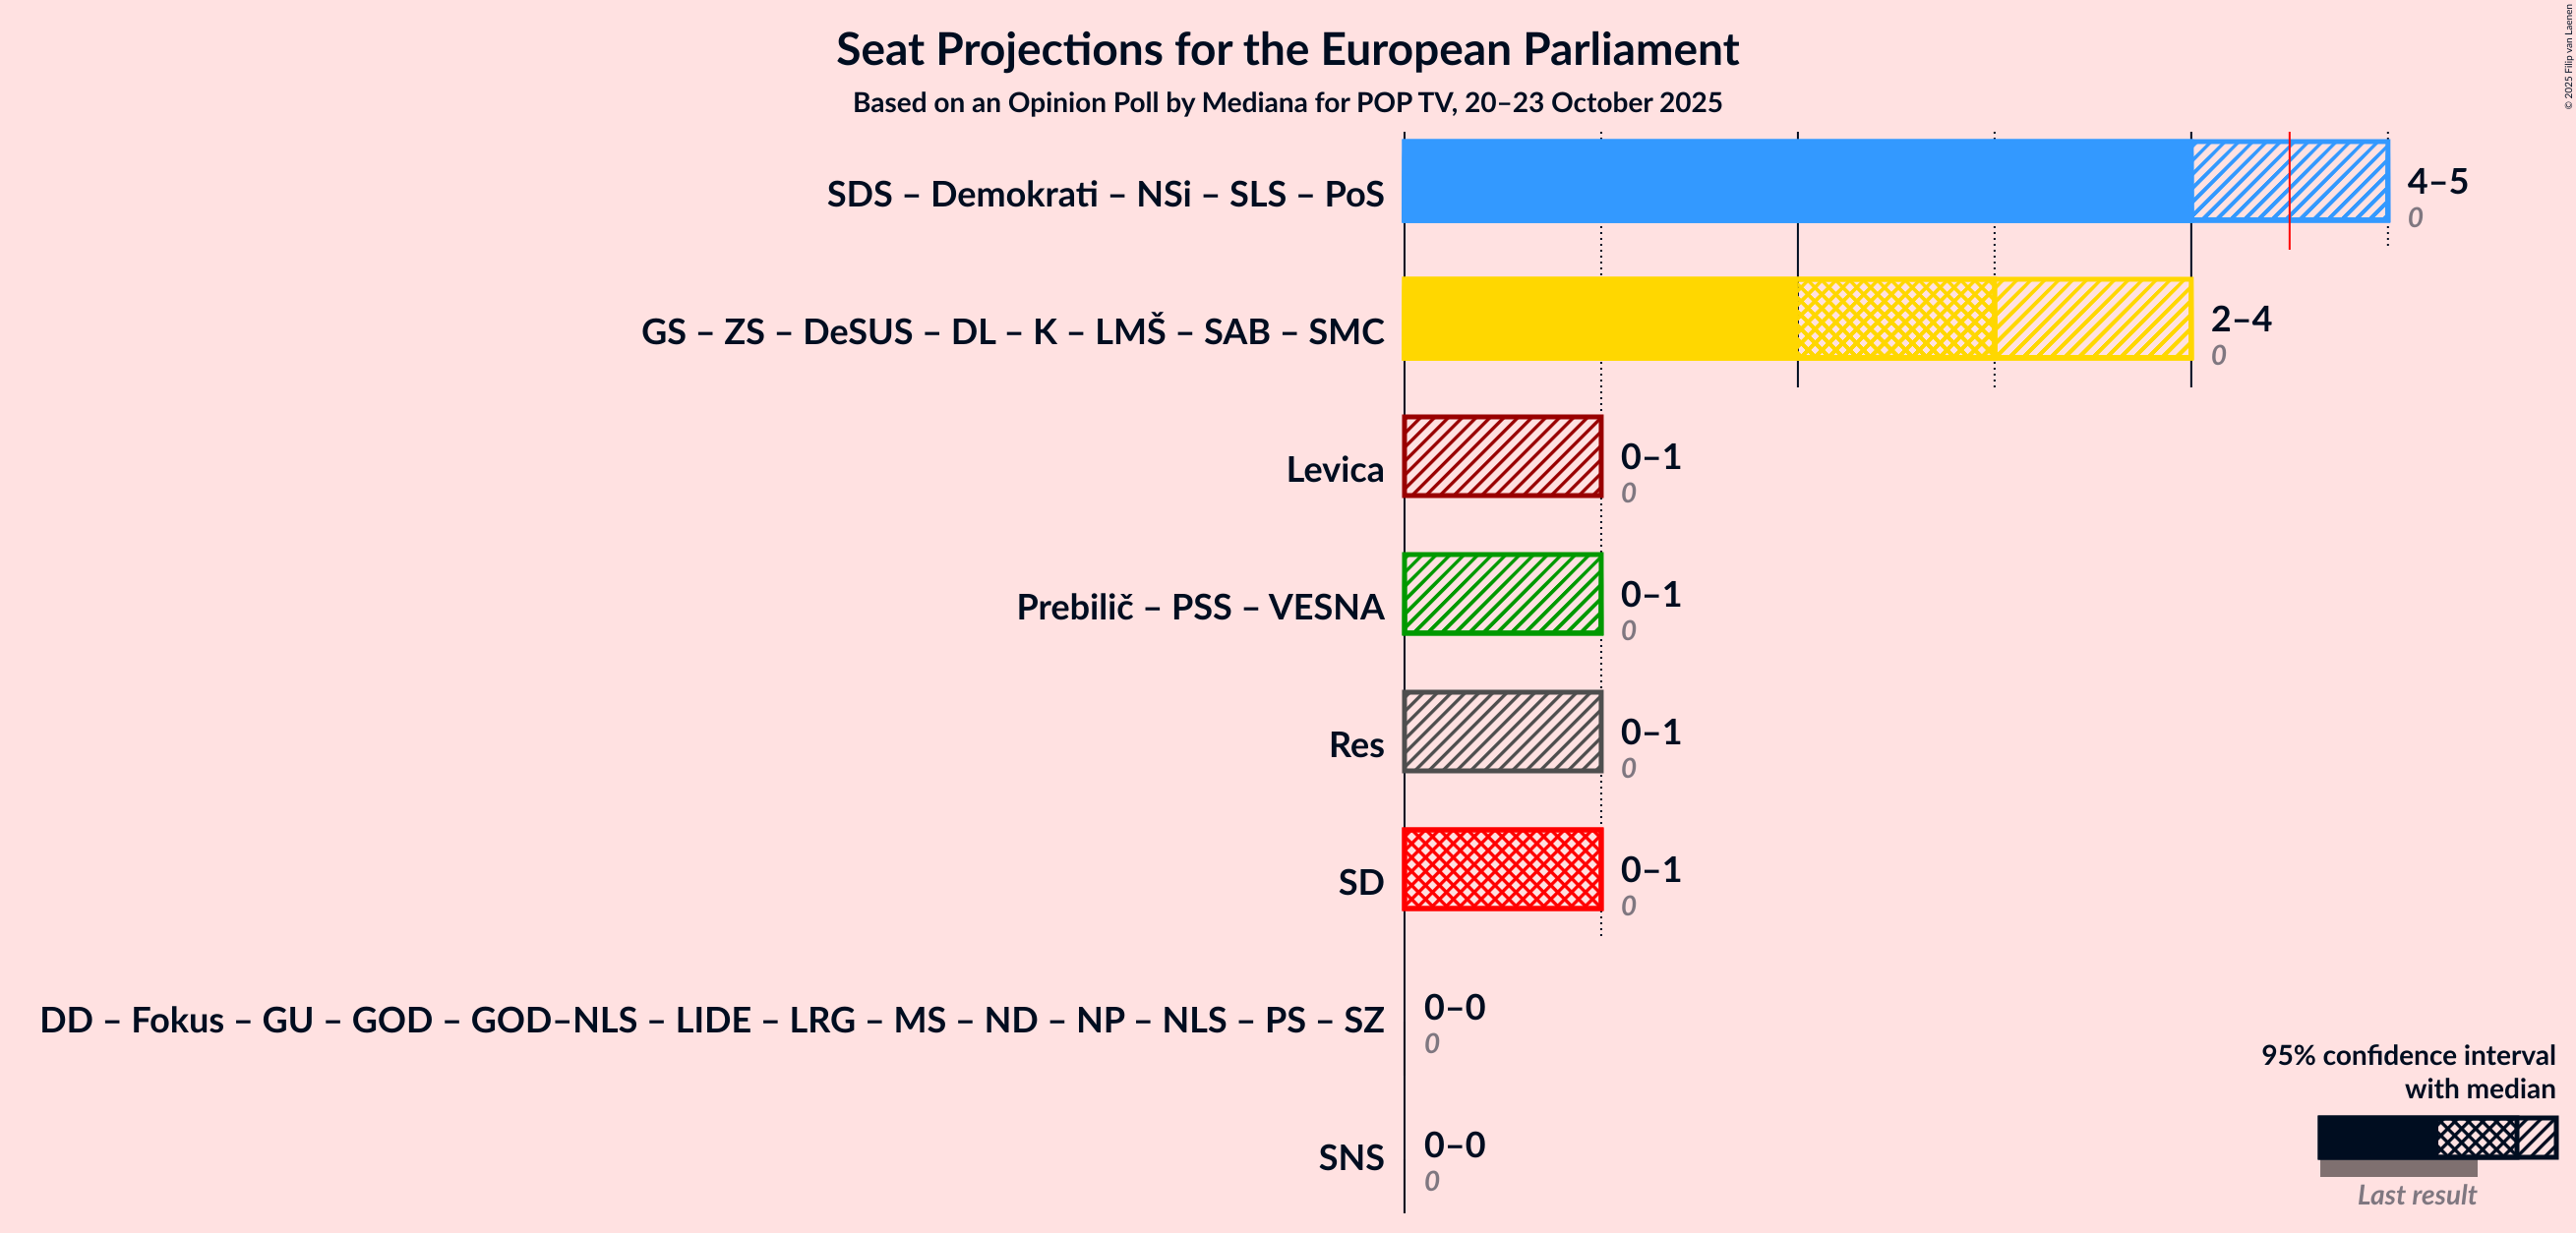 Seat Projections for the European Parliament
Based on an Opinion Poll by Mediana for POP TV, 20–23 October 2025
© 2025 Filip van Laenen
SDS – Demokrati – NSi – SLS – PoS
4–5
0
GS – ZS – DeSUS – DL – K – LMŠ – SAB – SMC
2–4
0
Levica
0–1
0
Prebilič – PSS – VESNA
0–1
0
Res
0–1
0
SD
0–1
0
DD – Fokus – GU – GOD – GOD–NLS – LIDE – LRG – MS – ND – NP – NLS – PS – SZ
0–0
0
SNS
0–0
0
95% confidence interval
with median
Last result